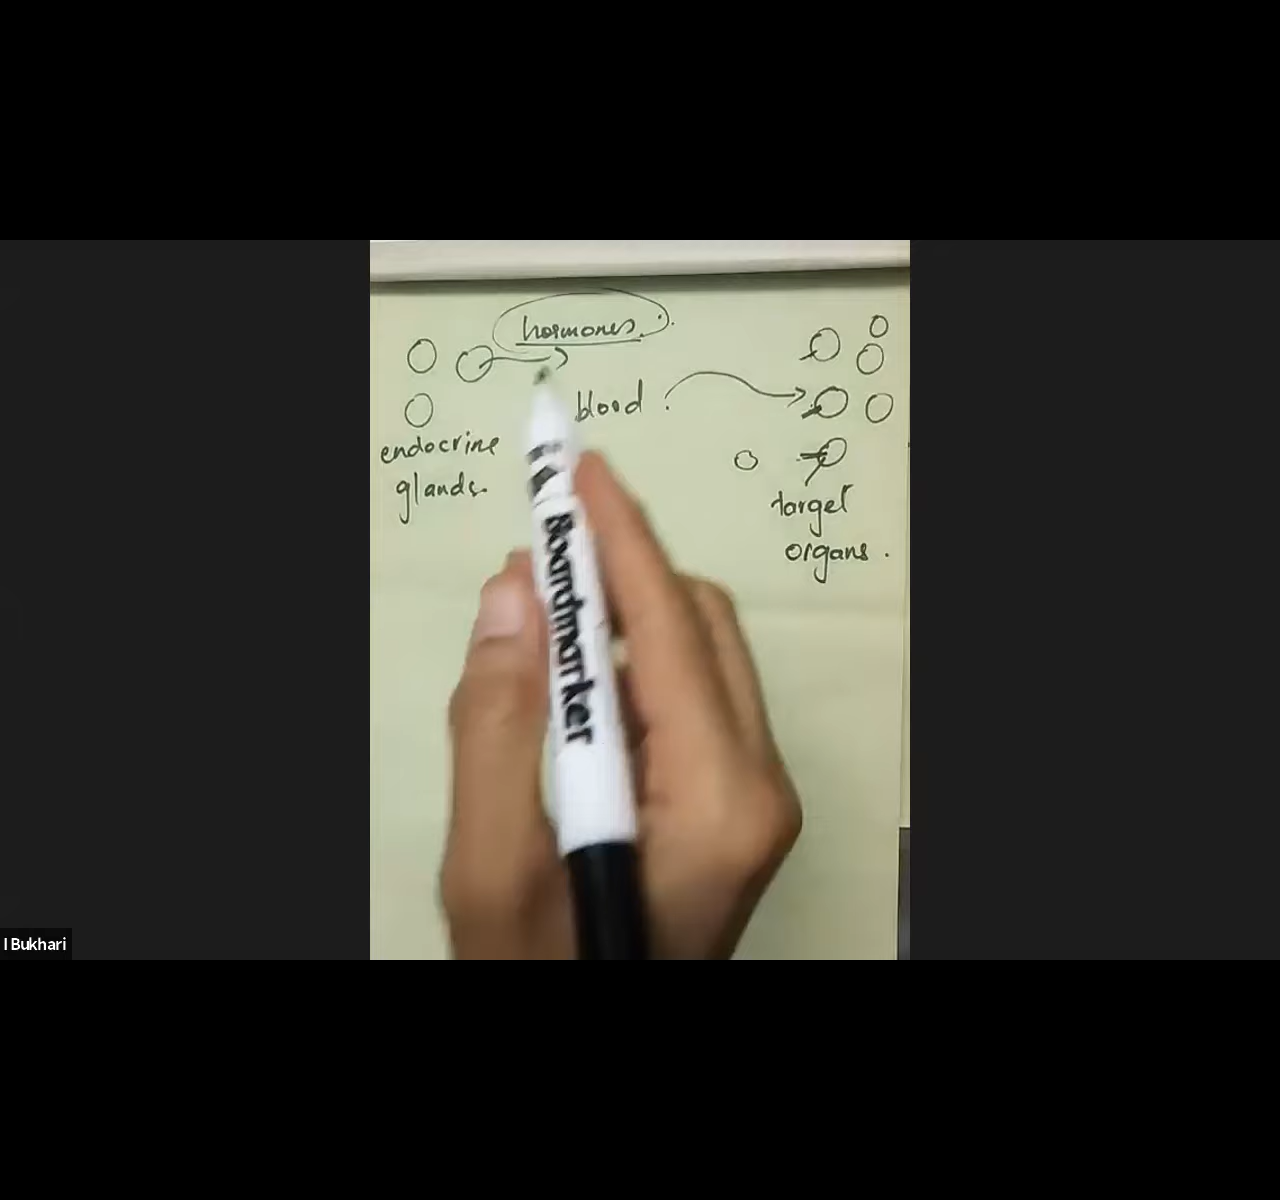 hormones.
blood.
endocrine
glands.
target
organs.
Boardmarker
I Bukhari